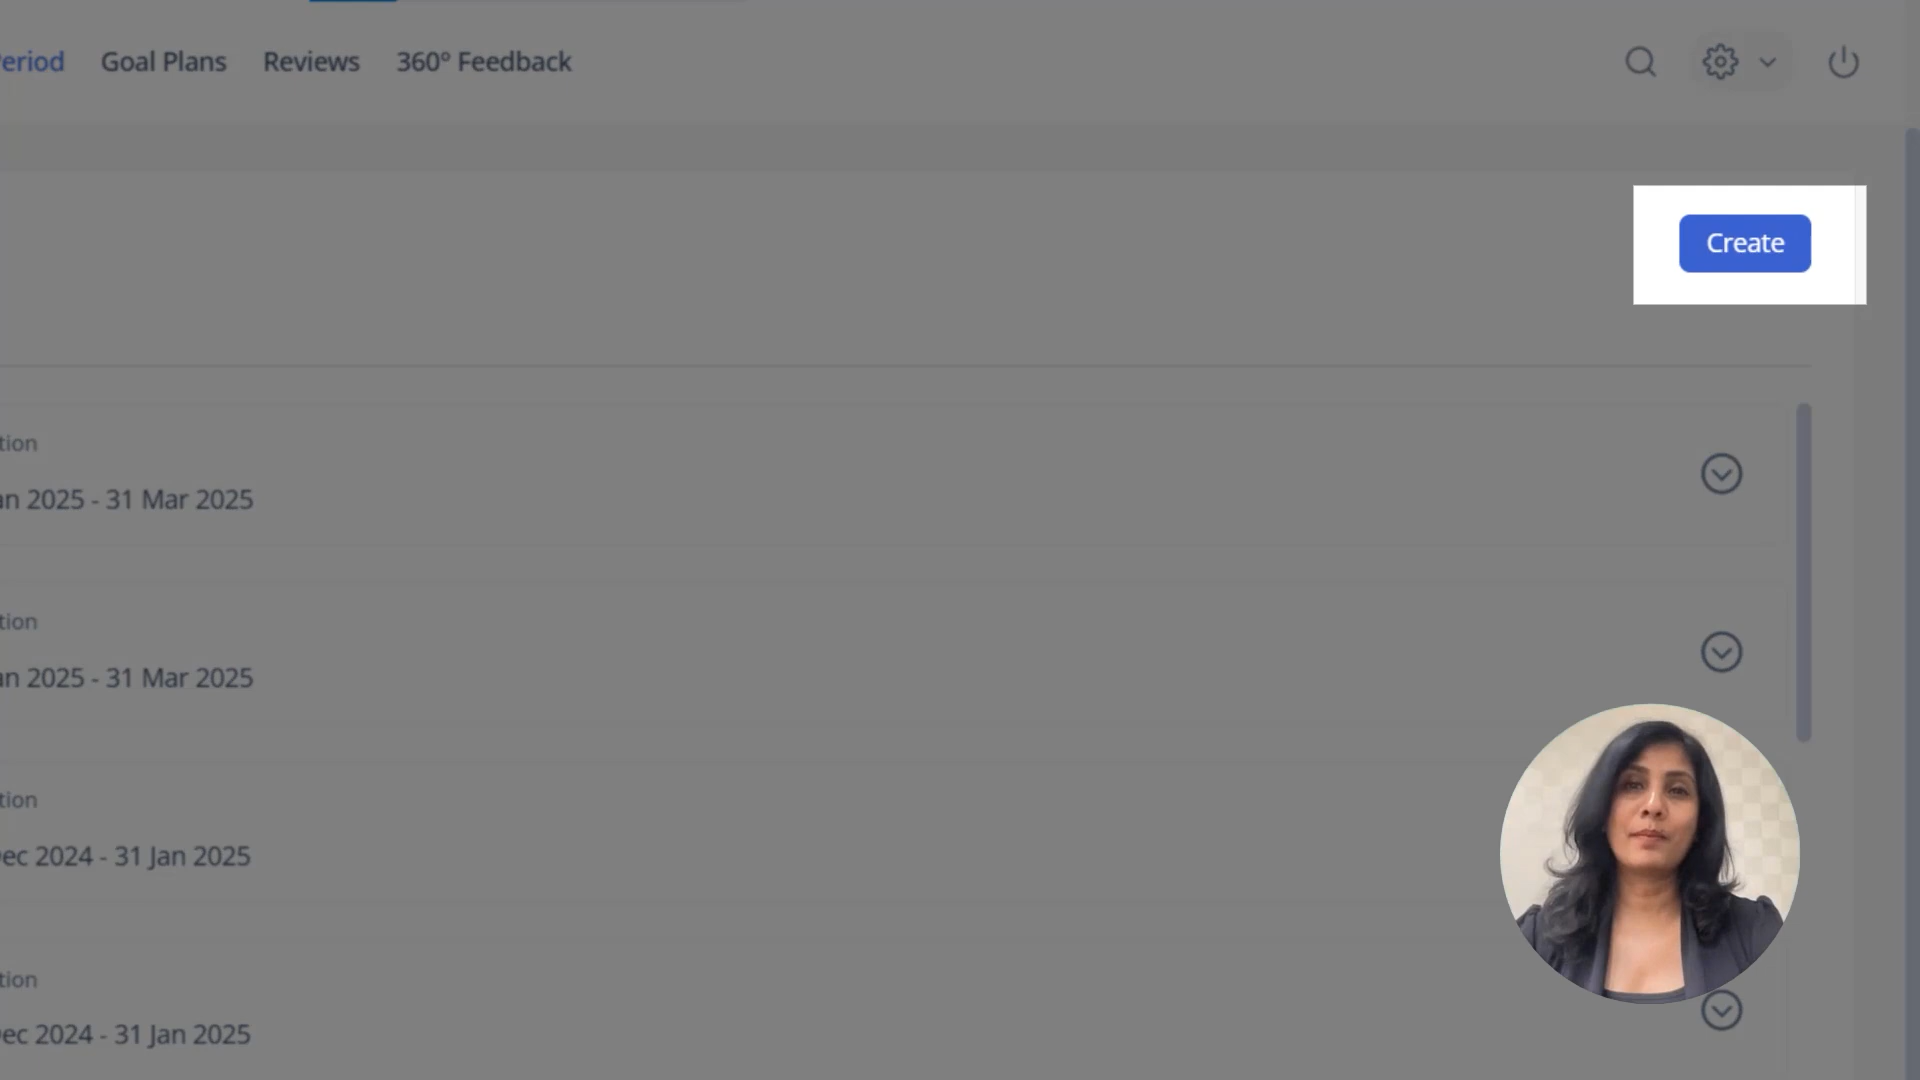 eriod Goal Plans Reviews 360° Feedback
Create
tion
an 2025 - 31 Mar 2025
tion
an 2025 - 31 Mar 2025
tion
ec 2024 - 31 Jan 2025
tion
ec 2024 - 31 Jan 2025